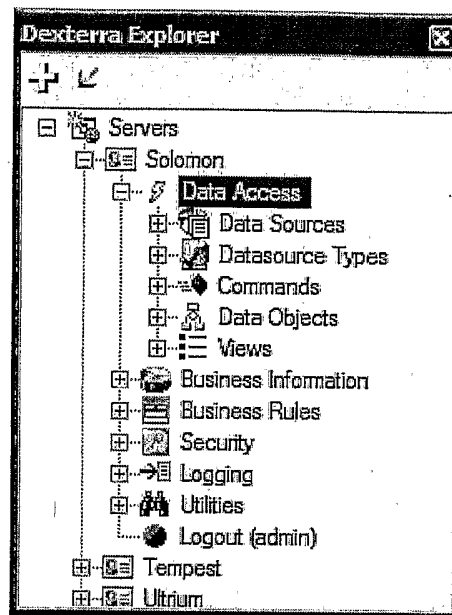 Dexterra Explorer
Servers
Solomon
Data Access
Data Sources
Datasource Types
Commands
Data Objects
Views
Business Information
Business Rules
Security
Logging
Utilities
Logout (admin)
Tempest
Ultrium